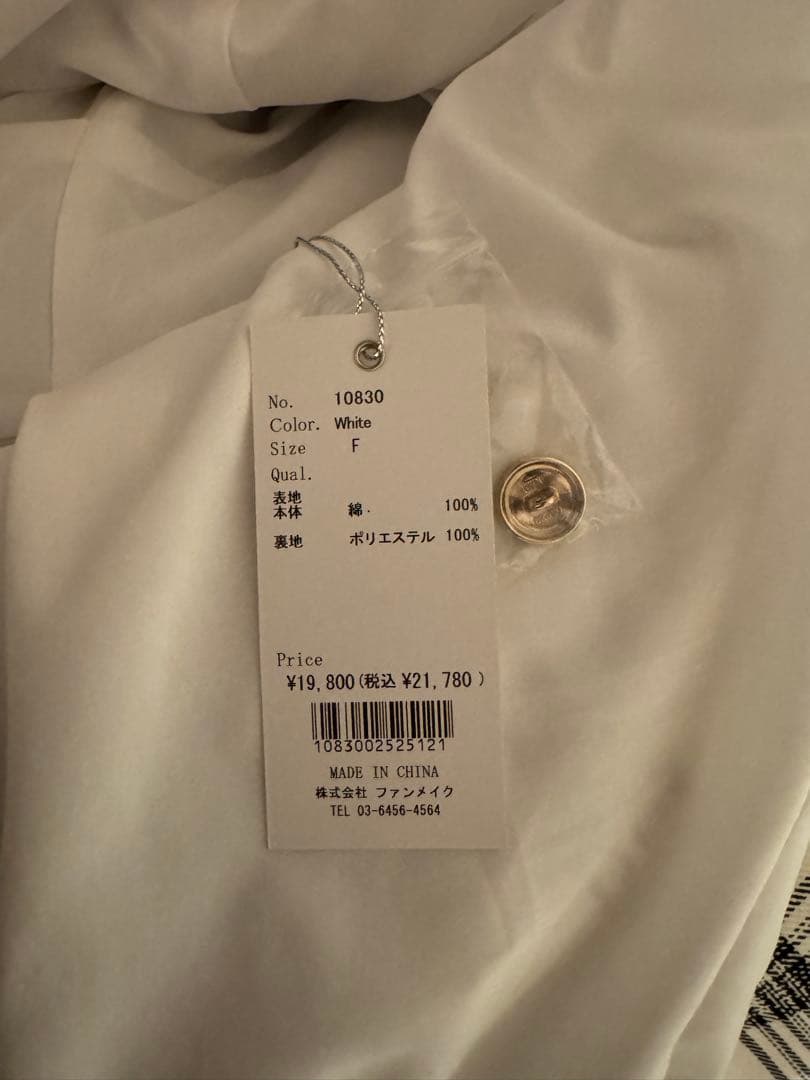 No. 10830
Color. White
Size F
Qual.
表地
本体 綿. 100%
裏地 ポリエステル 100%
Price
¥19,800(税込 ¥21,780 )
1083002525121
MADE IN CHINA
株式会社 ファンメイク
TEL 03-6456-4564